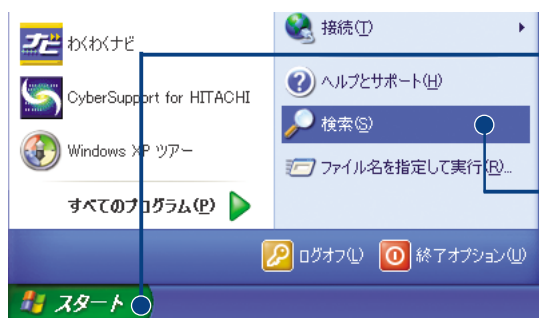 ナビ わくわくナビ
CyberSupport for HITACHI
Windows XP ツアー
すべてのプログラム(P)
接続(T)
ヘルプとサポート(H)
検索(S)
ファイル名を指定して実行(R)...
ログオフ(L) 終了オプション(U)
スタート